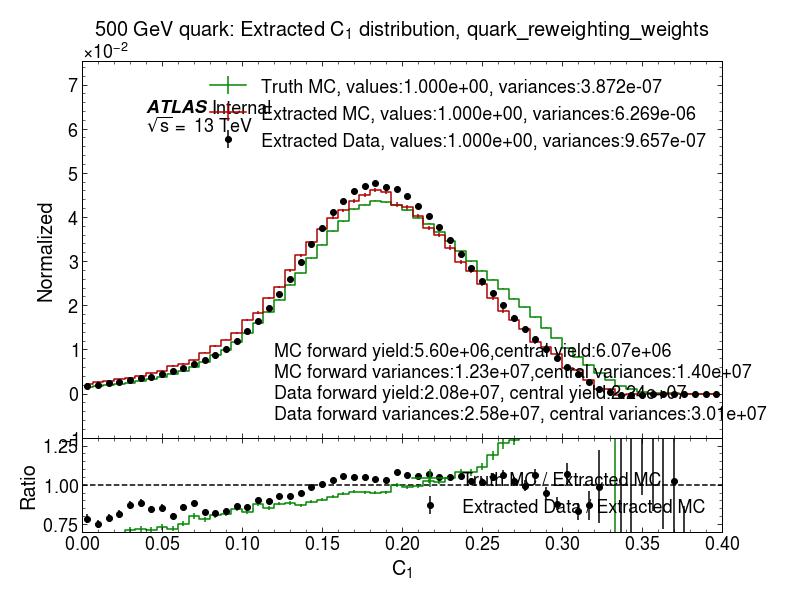 500 GeV quark: Extracted C₁ distribution, quark_reweighting_weights
×10⁻²
Truth MC, values:1.000e+00, variances:3.872e-07
ATLAS Internal
Extracted MC, values:1.000e+00, variances:6.269e-06
√s = 13 TeV
Extracted Data, values:1.000e+00, variances:9.657e-07
7
6
5
4
3
2
1
0
-1
Normalized
MC forward yield:5.60e+06,central yield:6.07e+06
MC forward variances:1.23e+07,central variances:1.40e+07
Data forward yield:2.08e+07, central yield:2.24e+07
Data forward variances:2.58e+07, central variances:3.01e+07
1.25
1.00
0.75
Ratio
Truth MC / Extracted MC
Extracted Data / Extracted MC
0.00 0.05 0.10 0.15 0.20 0.25 0.30 0.35 0.40
C₁